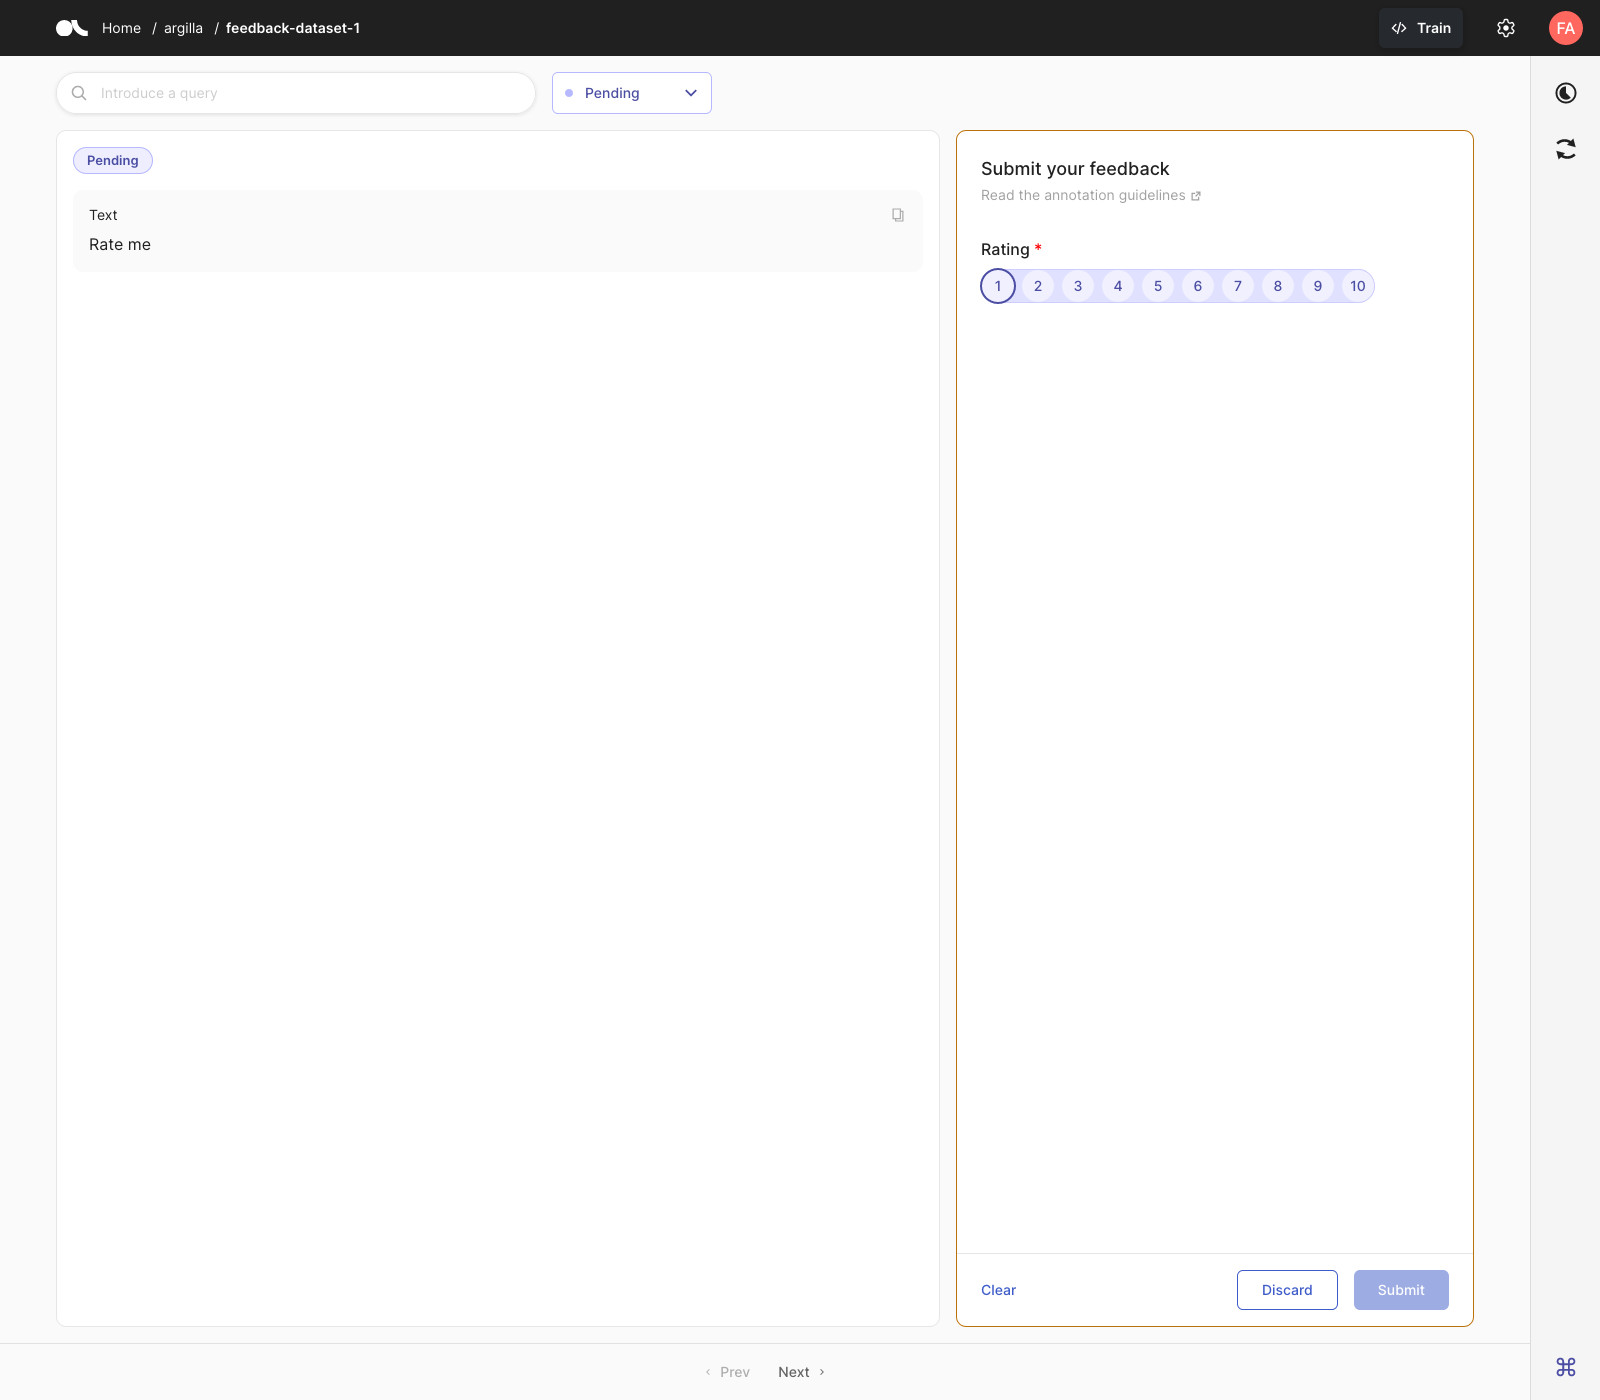 Home / argilla / feedback-dataset-1
Train
FA
Introduce a query
Pending
Pending
Text
Rate me
Submit your feedback
Read the annotation guidelines
Rating *
1 2 3 4 5 6 7 8 9 10
Clear
Discard
Submit
Prev
Next